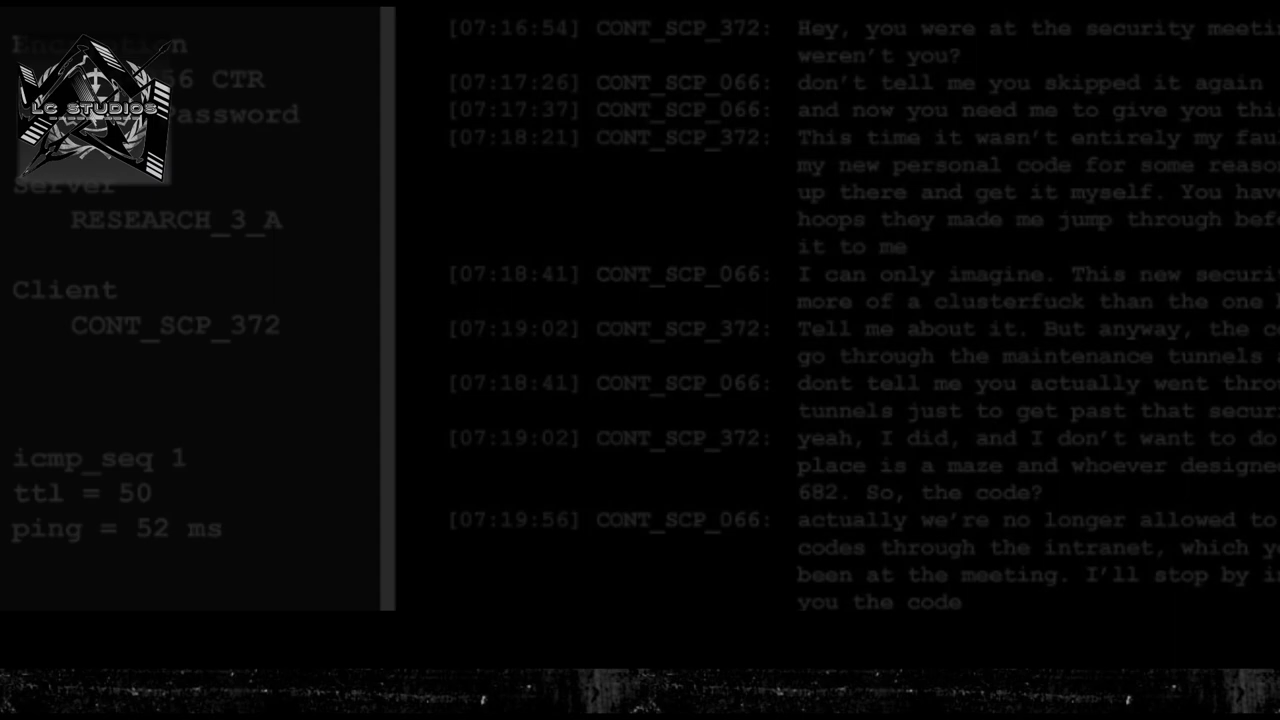 Encryption
56 CTR
Password
LC STUDIOS
Server
RESEARCH_3_A
Client
CONT_SCP_372
icmp_seq 1
ttl = 50
ping = 52 ms
[07:16:54] CONT_SCP_372: Hey, you were at the security meeti
weren't you?
[07:17:26] CONT_SCP_066: don't tell me you skipped it again
[07:17:37] CONT_SCP_066: and now you need me to give you thi
[07:18:21] CONT_SCP_372: This time it wasn't entirely my fau
my new personal code for some reaso
up there and get it myself. You have
hoops they made me jump through bef
it to me
[07:18:41] CONT_SCP_066: I can only imagine. This new securi
more of a clusterfuck than the one
[07:19:02] CONT_SCP_372: Tell me about it. But anyway, the c
go through the maintenance tunnels
[07:18:41] CONT_SCP_066: dont tell me you actually went thro
tunnels just to get past that secur
[07:19:02] CONT_SCP_372: yeah, I did, and I don't want to do
place is a maze and whoever designe
682. So, the code?
[07:19:56] CONT_SCP_066: actually we're no longer allowed to
codes through the intranet, which y
been at the meeting. I'll stop by i
you the code